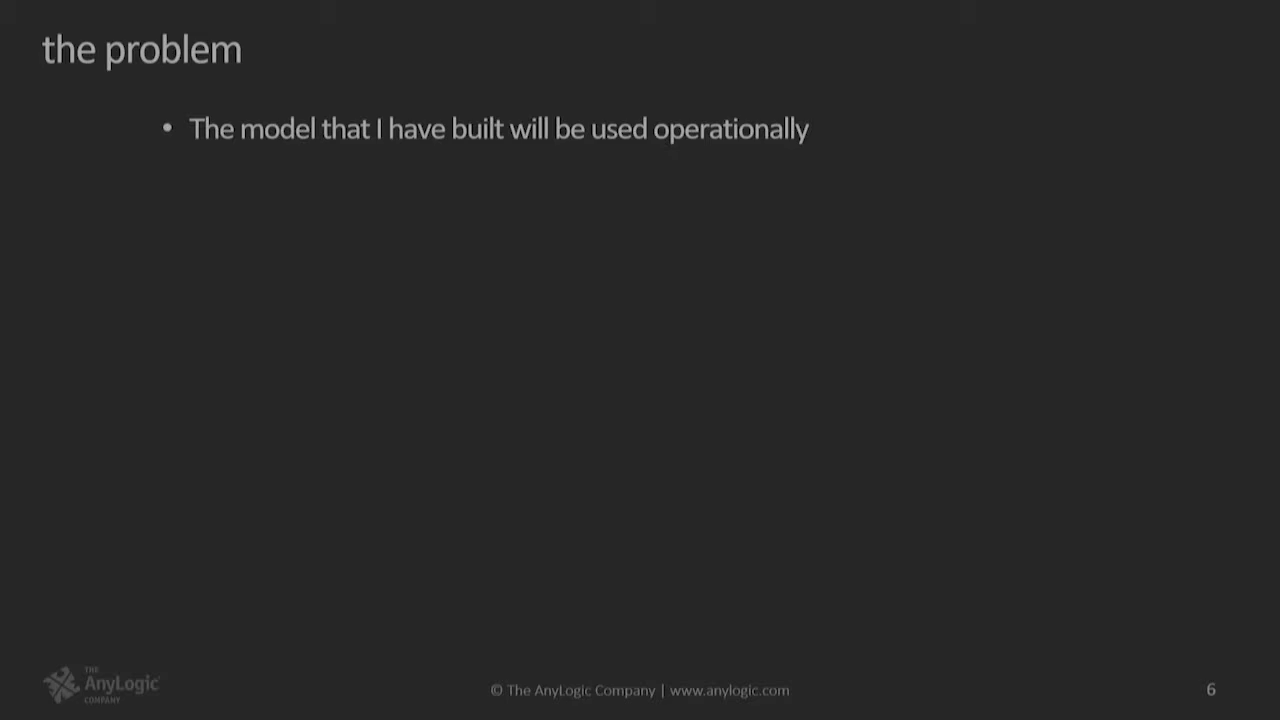 the problem
• The model that I have built will be used operationally
THE
AnyLogic
COMPANY
© The AnyLogic Company | www.anylogic.com
6